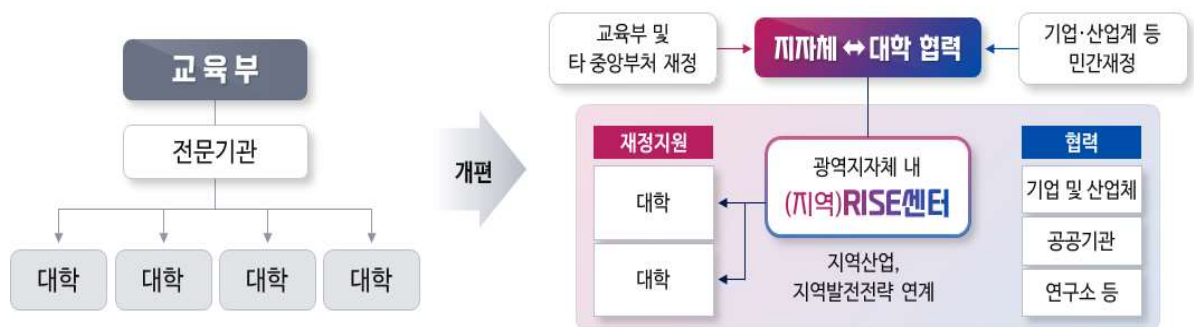 교육부
전문기관
대학
대학
대학
대학
개편
교육부 및
타 중앙부처 재정
지자체 ⇔ 대학 협력
기업·산업계 등
민간재정
재정지원
대학
대학
광역지자체 내
(지역)RISE센터
지역산업,
지역발전전략 연계
협력
기업 및 산업체
공공기관
연구소 등